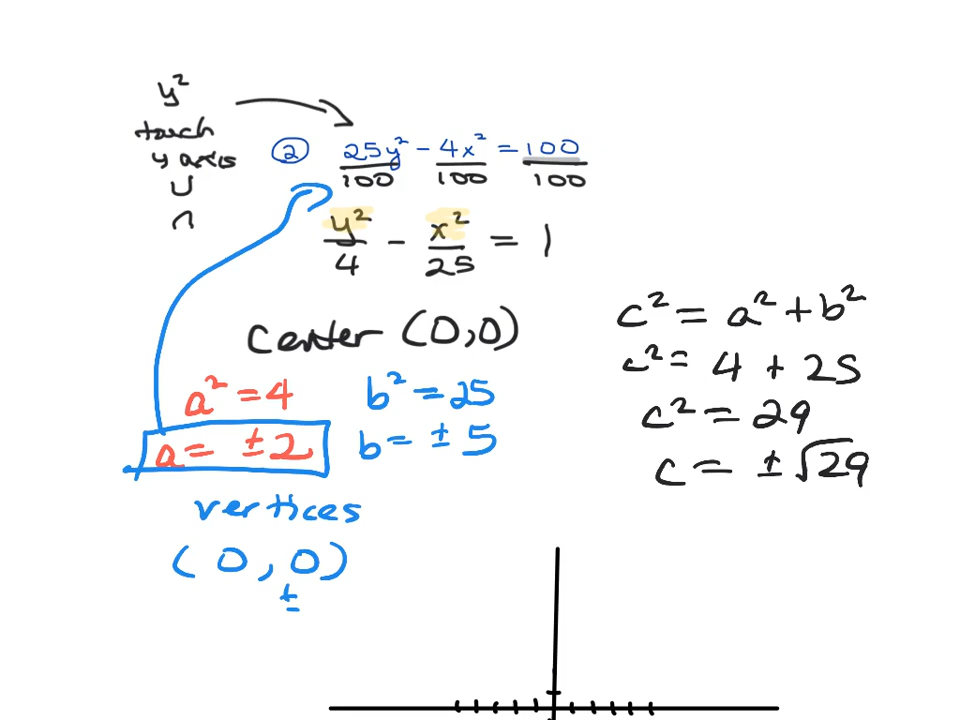 y²
touch
y axis
∪
∩
② 25y²/100 - 4x²/100 = 100/100
y²/4 - x²/25 = 1
center (0,0)
a² = 4
a = ±2
b² = 25
b = ± 5
vertices
(0, 0)
±
c² = a² + b²
c² = 4 + 25
c² = 29
c = ± √29